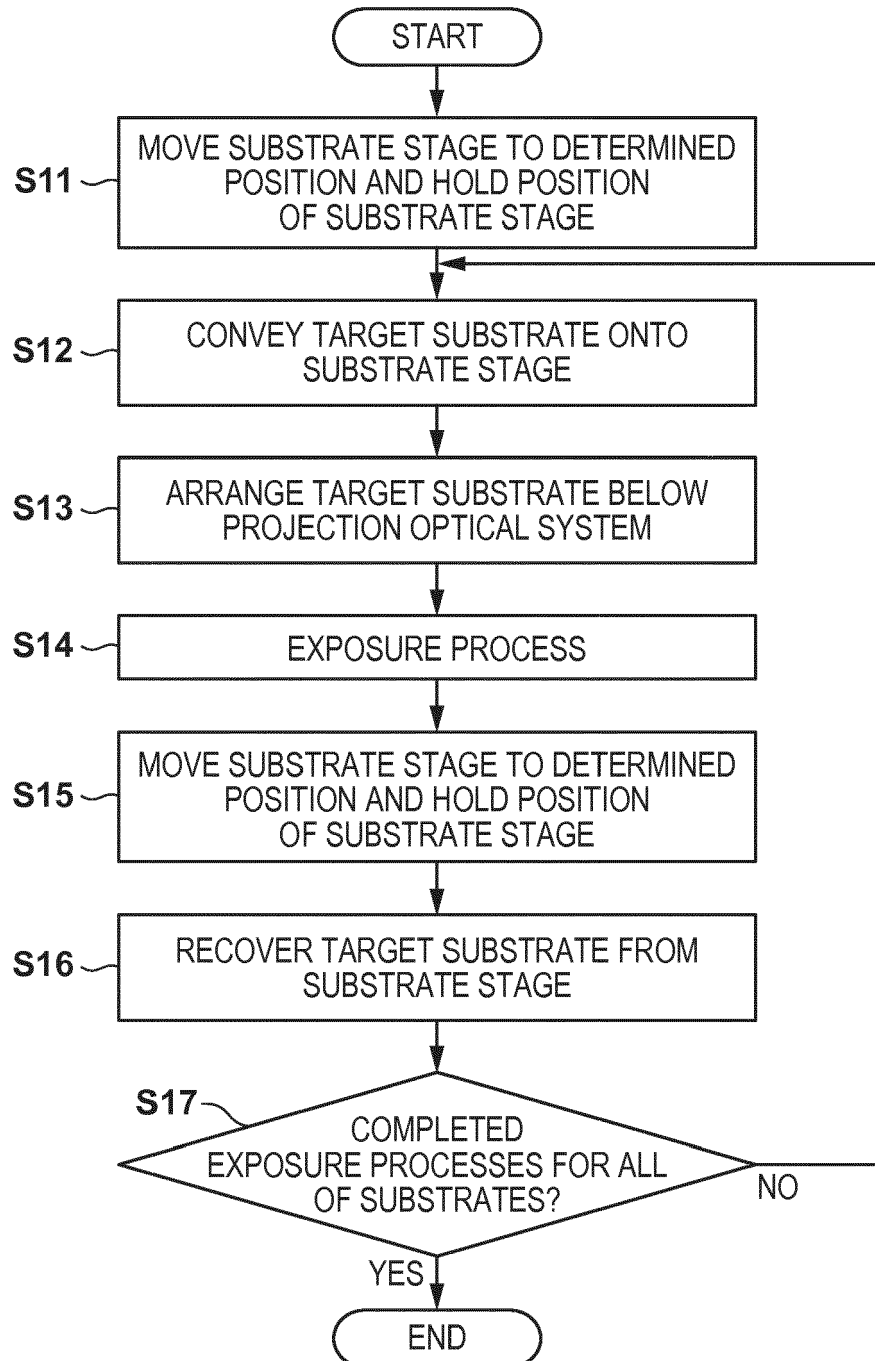 START
S11
MOVE SUBSTRATE STAGE TO DETERMINED
POSITION AND HOLD POSITION
OF SUBSTRATE STAGE
S12
CONVEY TARGET SUBSTRATE ONTO
SUBSTRATE STAGE
S13
ARRANGE TARGET SUBSTRATE BELOW
PROJECTION OPTICAL SYSTEM
S14
EXPOSURE PROCESS
S15
MOVE SUBSTRATE STAGE TO DETERMINED
POSITION AND HOLD POSITION
OF SUBSTRATE STAGE
S16
RECOVER TARGET SUBSTRATE FROM
SUBSTRATE STAGE
S17
COMPLETED
EXPOSURE PROCESSES FOR ALL
OF SUBSTRATES?
NO
YES
END